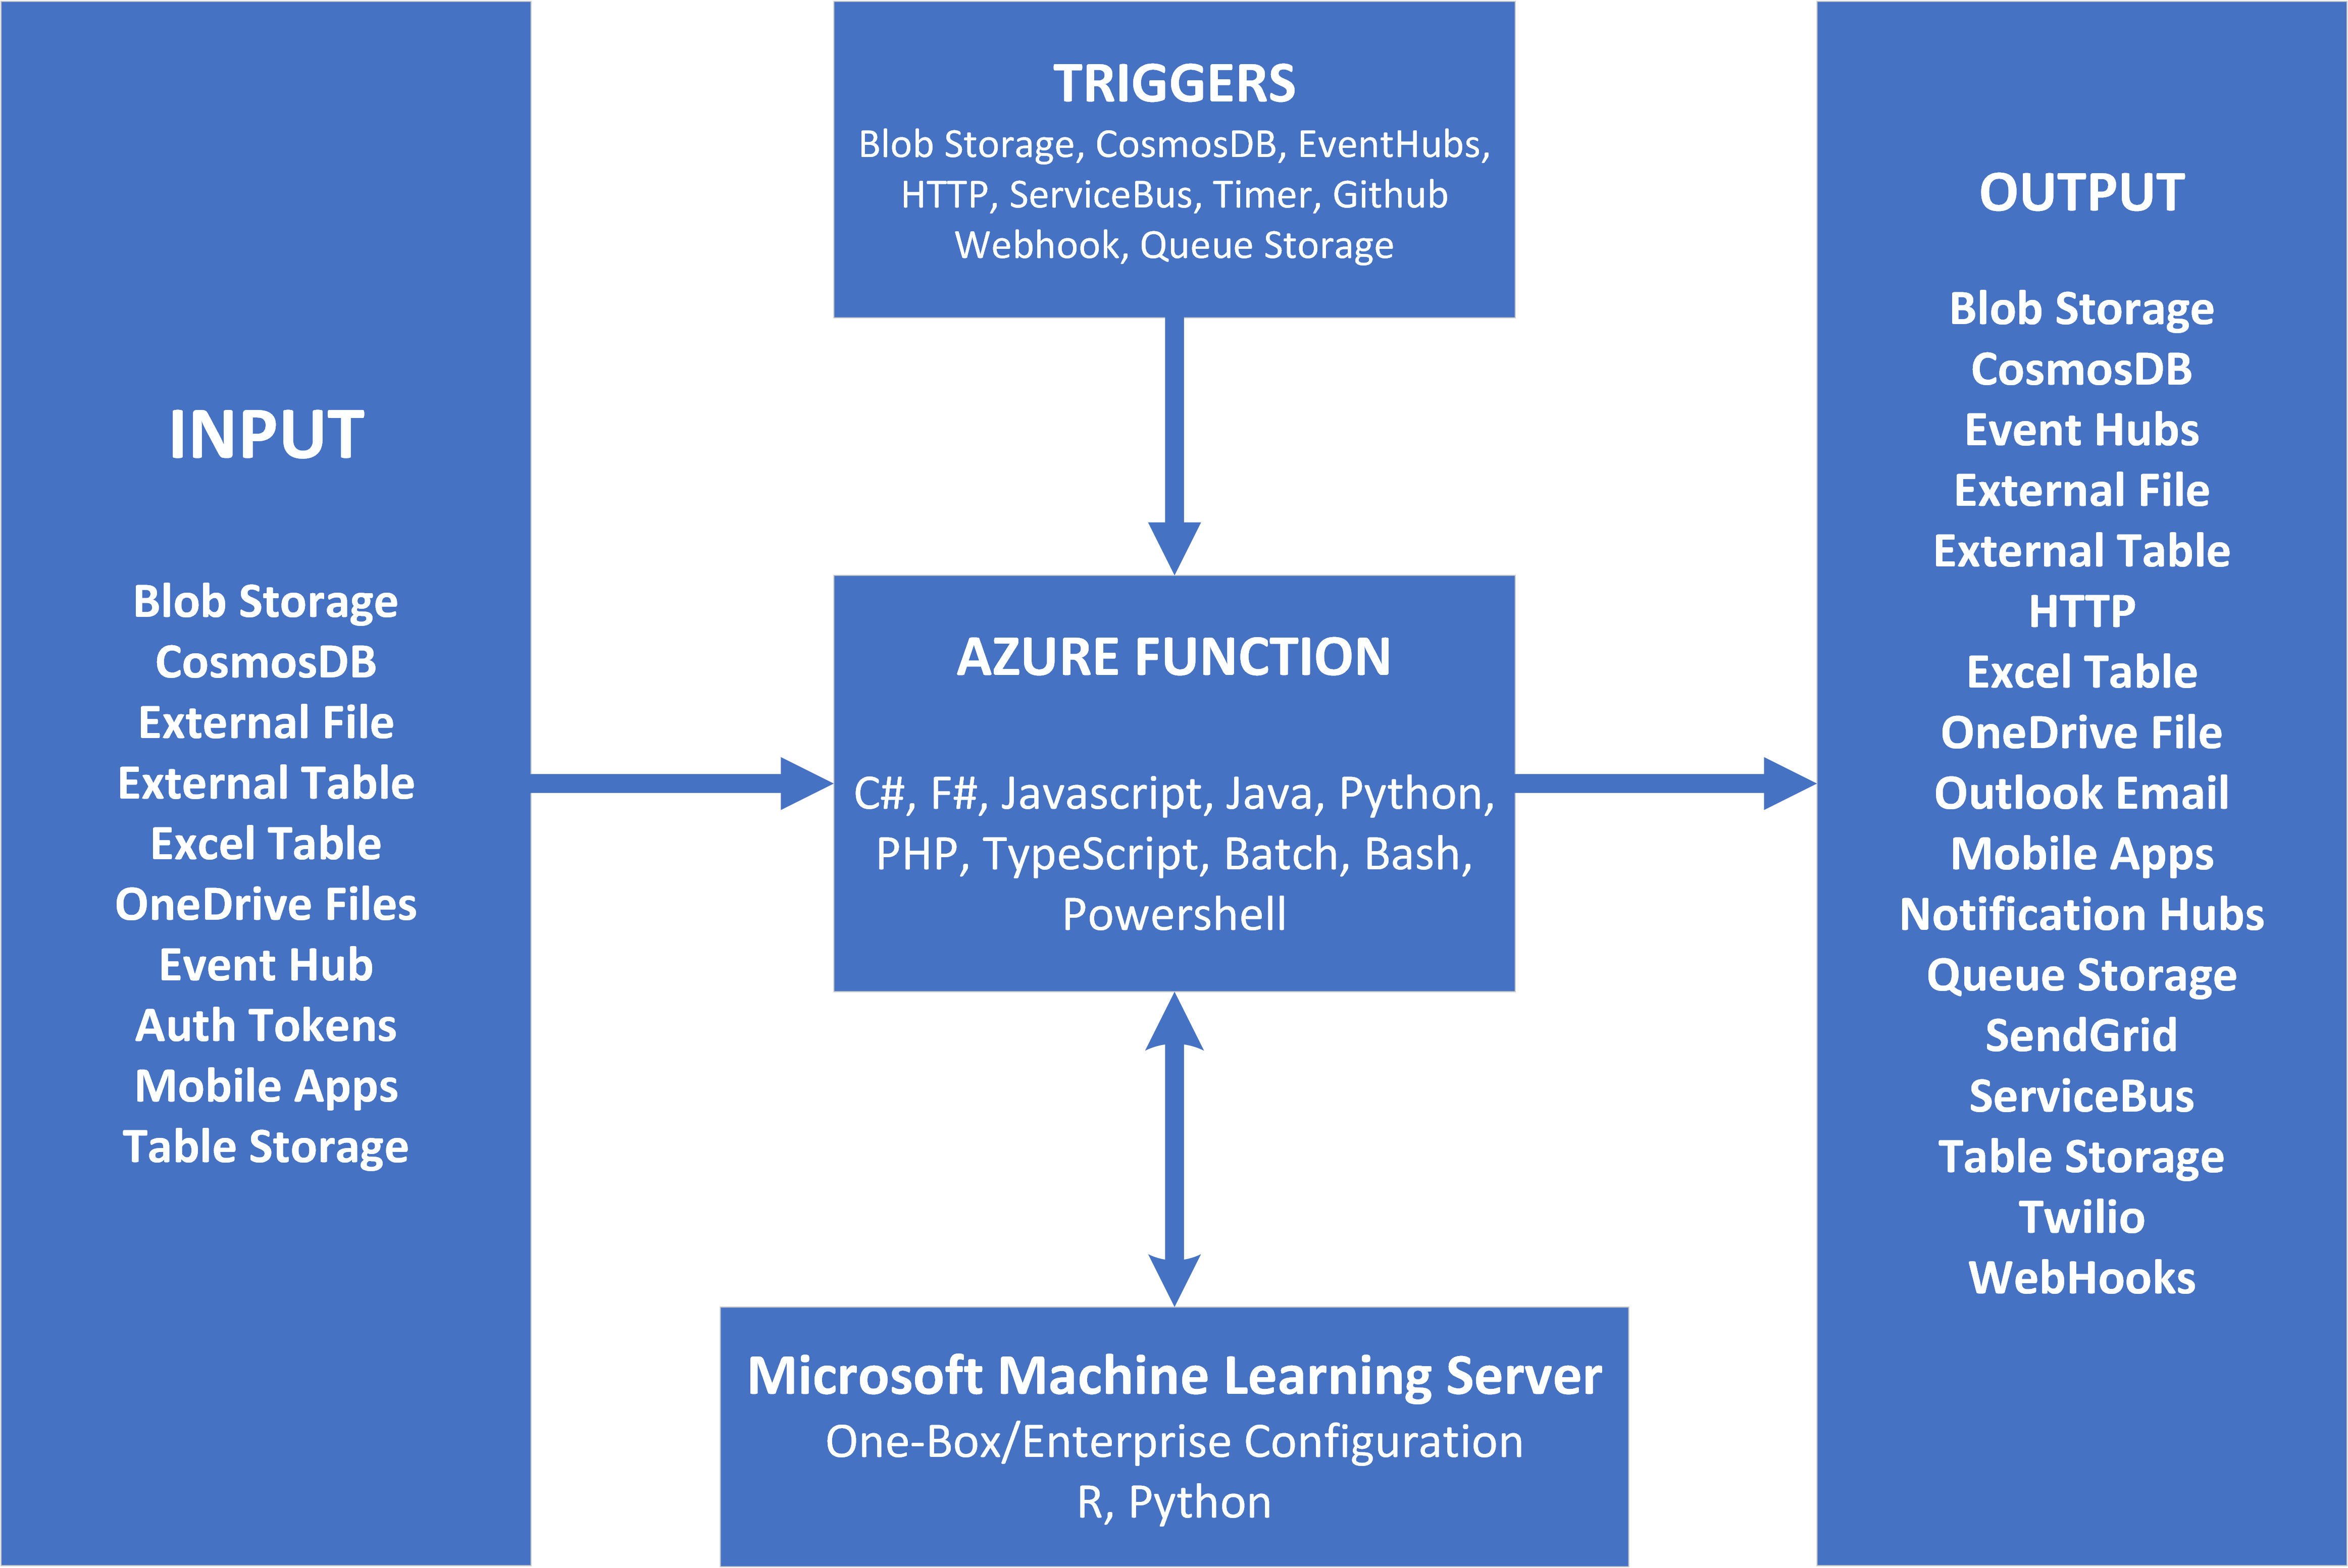 INPUT
Blob Storage
CosmosDB
External File
External Table
Excel Table
OneDrive Files
Event Hub
Auth Tokens
Mobile Apps
Table Storage
TRIGGERS
Blob Storage, CosmosDB, EventHubs,
HTTP, ServiceBus, Timer, Github
Webhook, Queue Storage
AZURE FUNCTION
C#, F#, Javascript, Java, Python,
PHP, TypeScript, Batch, Bash,
Powershell
Microsoft Machine Learning Server
One-Box/Enterprise Configuration
R, Python
OUTPUT
Blob Storage
CosmosDB
Event Hubs
External File
External Table
HTTP
Excel Table
OneDrive File
Outlook Email
Mobile Apps
Notification Hubs
Queue Storage
SendGrid
ServiceBus
Table Storage
Twilio
WebHooks